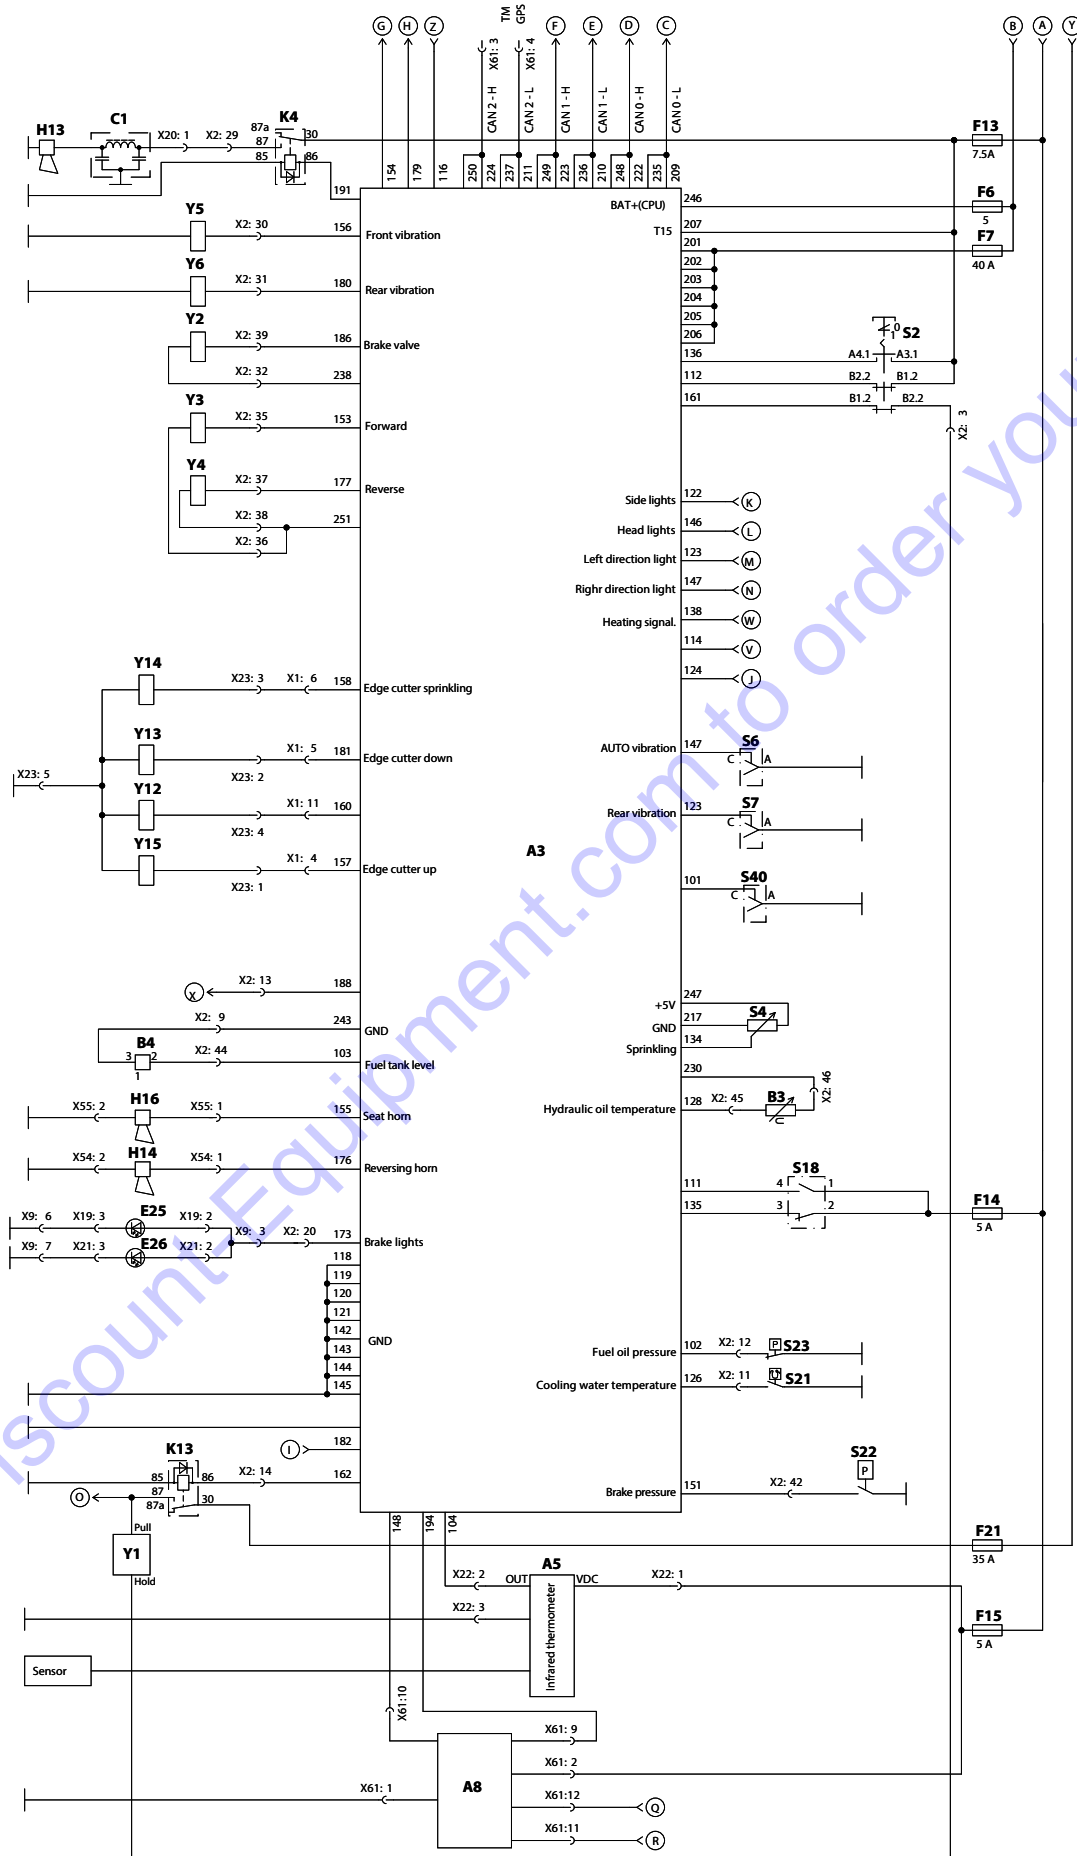 G H Z X61: 3 TM GPS X61: 4 F E D C B A Y
CAN 2 - H CAN 2 - L CAN 1 - H CAN 1 - L CAN 0 - H CAN 0 - L
H13 C1 X20: 1 X2: 29 K4 87a 87 85 30 86 F13 7.5A
154 179 116 250 224 237 211 249 223 236 210 248 222 235 209
191 BAT+(CPU) 246 F6 5
Y5 X2: 30 156 Front vibration T15 207
201 F7 40 A
202
Y6 X2: 31 180 Rear vibration 203
204
205
206
Y2 X2: 39 186 Brake valve 136 A4.1 0 1 S2 A3.1
X2: 32 238 112 B2.2 B1.2
161 B1.2 B2.2
X2: 3
Y3 X2: 35 153 Forward
Y4 X2: 37 177 Reverse
X2: 38 251
X2: 36
Side lights 122 K
Head lights 146 L
Left direction light 123 M
Righr direction light 147 N
Heating signal. 138 W
114 V
124 J
Y14 X23: 3 X1: 6 158 Edge cutter sprinkling
Y13 X1: 5 181 Edge cutter down
X23: 2
X23: 5
Y12 X1: 11 160
X23: 4
Y15 X1: 4 157 Edge cutter up
X23: 1
AUTO vibration 147 S6 C A
Rear vibration 123 S7 C A
A3
101 S40 C A
X X2: 13 188
X2: 9 243 GND
B4 3 2 1 X2: 44 103 Fuel tank level
+5V 247
GND 217 S4
Sprinkling 134
230 X2: 46
Hydraulic oil temperature 128 X2: 45 B3
X55: 2 H16 X55: 1 155 Seat horn
X54: 2 H14 X54: 1 176 Reversing horn
111 4 S18 1
135 3 2 F14 5 A
X9: 6 X19: 3 E25 X19: 2
X9: 7 X21: 3 E26 X21: 2
X9: 3 X2: 20 173 Brake lights
118
119
120
121
142 GND
143
144
145
Fuel oil pressure 102 X2: 12 P S23
Cooling water temperature 126 X2: 11 S21
I 182
K13 85 86 X2: 14 162
O 87 87a 30
Brake pressure 151 X2: 42 S22 P
148 194 104
Pull
Y1
Hold
F21 35 A
X22: 2 OUT A5 VDC X22: 1
X22: 3 Infrared thermometer
F15 5 A
Sensor
X61:10
X61: 9
X61: 2
X61: 1 A8
X61:12 Q
X61:11 R
iscount-Equipment.com to order your